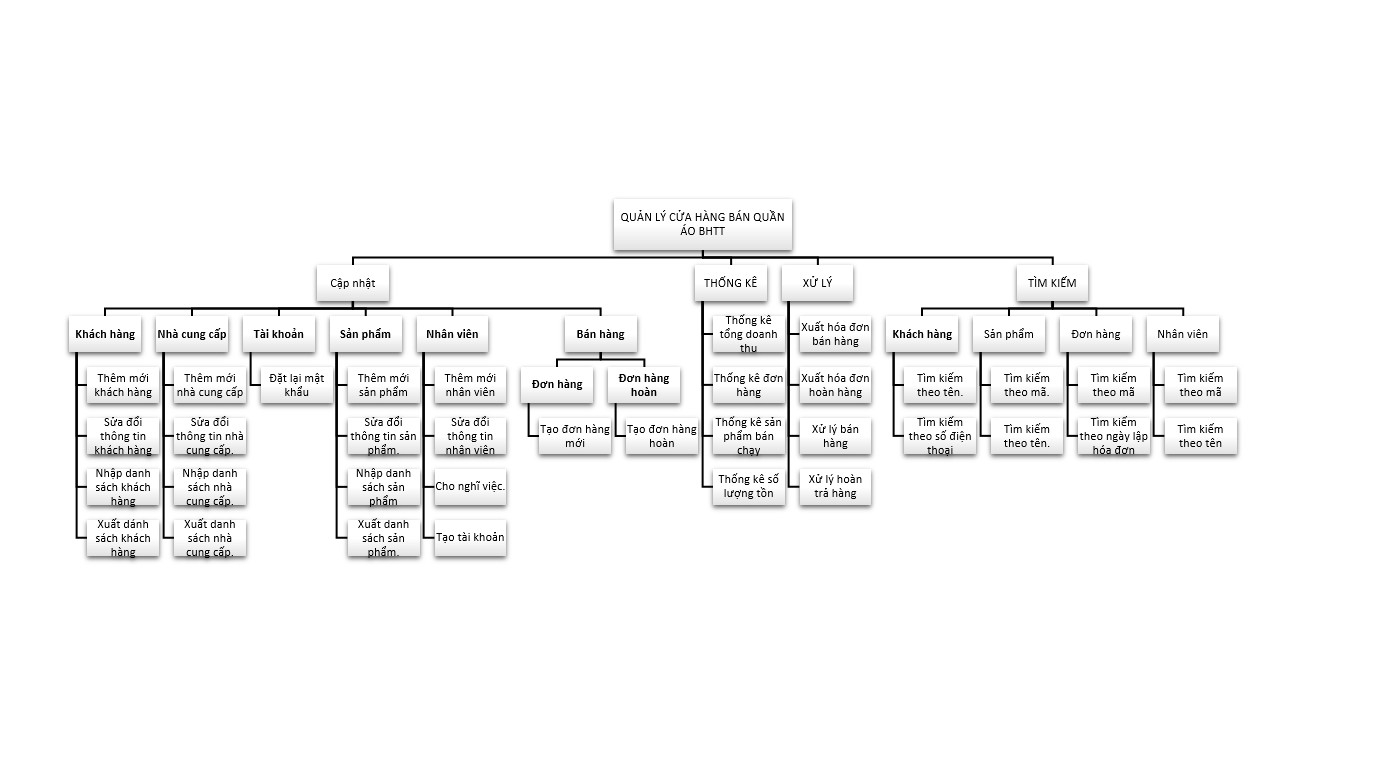 QUẢN LÝ CỬA HÀNG BÁN QUẦN
ÁO BHTT
Cập nhật
THỐNG KÊ
XỬ LÝ
TÌM KIẾM
Khách hàng
Thêm mới
khách hàng
Sửa đổi
thông tin
khách hàng
Nhập danh
sách khách
hàng
Xuất dánh
sách khách
hàng
Nhà cung cấp
Thêm mới
nhà cung cấp
Sửa đổi
thông tin nhà
cung cấp.
Nhập danh
sách nhà
cung cấp.
Xuất danh
sách nhà
cung cấp.
Tài khoản
Đặt lại mật
khẩu
Sản phẩm
Thêm mới
sản phẩm
Sửa đổi
thông tin sản
phẩm.
Nhập danh
sách sản
phẩm
Xuất danh
sách sản
phẩm.
Nhân viên
Thêm mới
nhân viên
Sửa đổi
thông tin
nhân viên
Cho nghĩ việc.
Tạo tài khoản
Bán hàng
Đơn hàng
Tạo đơn hàng
mới
Đơn hàng
hoàn
Tạo đơn hàng
hoàn
Thống kê
tổng doanh
thu
Thống kê đơn
hàng
Thống kê sản
phẩm bán
chạy
Thống kê số
lượng tồn
Xuất hóa đơn
bán hàng
Xuất hóa đơn
hoàn hàng
Xử lý bán
hàng
Xử lý hoàn
trả hàng
Khách hàng
Tìm kiếm
theo tên.
Tìm kiếm
theo số điện
thoại
Sản phẩm
Tìm kiếm
theo mã.
Tìm kiếm
theo tên.
Đơn hàng
Tìm kiếm
theo mã
Tìm kiếm
theo ngày lập
hóa đơn
Nhân viên
Tìm kiếm
theo mã
Tìm kiếm
theo tên